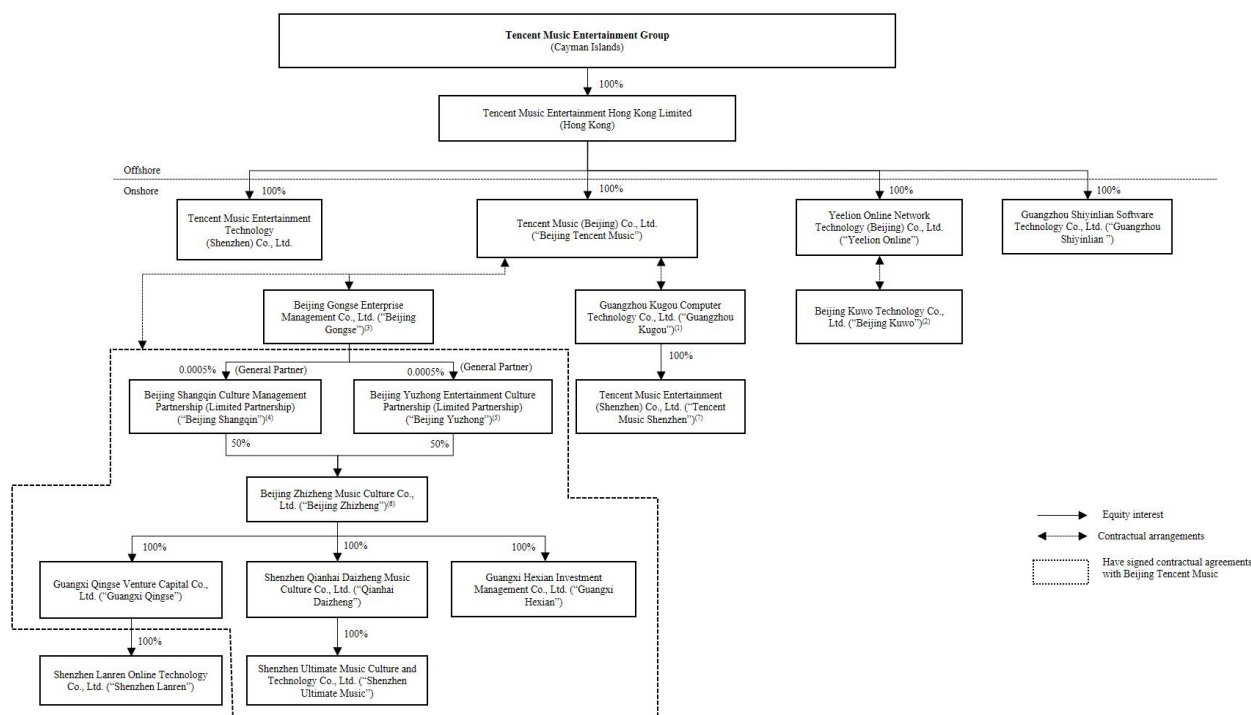 Tencent Music Entertainment Group
(Cayman Islands)
100%
Tencent Music Entertainment Hong Kong Limited
(Hong Kong)
Offshore
Onshore
100%
100%
100%
100%
Tencent Music Entertainment
Technology
(Shenzhen) Co., Ltd.
Tencent Music (Beijing) Co., Ltd.
(“Beijing Tencent Music”)
Yeelion Online Network
Technology (Beijing) Co., Ltd.
(“Yeelion Online”)
Guangzhou Shiyinlian Software
Technology Co., Ltd. (“Guangzhou
Shiyinlian ”)
Beijing Gongse Enterprise
Management Co., Ltd. (“Beijing
Gongse”)(3)
Guangzhou Kugou Computer
Technology Co., Ltd. (“Guangzhou
Kugou”)(1)
Beijing Kuwo Technology Co.,
Ltd. (“Beijing Kuwo”)(2)
0.0005%
(General Partner)
0.0005%
(General Partner)
100%
Beijing Shangqin Culture Management
Partnership (Limited Partnership)
(“Beijing Shangqin”)(4)
Beijing Yuzhong Entertainment Culture
Partnership (Limited Partnership)
(“Beijing Yuzhong”)(5)
Tencent Music Entertainment
(Shenzhen) Co., Ltd. (“Tencent
Music Shenzhen”)(7)
50%
50%
Beijing Zhizheng Music Culture Co.,
Ltd. (“Beijing Zhizheng”)(6)
100%
100%
100%
Guangxi Qingse Venture Capital Co.,
Ltd. (“Guangxi Qingse”)
Shenzhen Qianhai Daizheng Music
Culture Co., Ltd. (“Qianhai
Daizheng”)
Guangxi Hexian Investment
Management Co., Ltd. (“Guangxi
Hexian”)
100%
100%
Shenzhen Lanren Online Technology
Co., Ltd. (“Shenzhen Lanren”)
Shenzhen Ultimate Music Culture and
Technology Co., Ltd. (“Shenzhen
Ultimate Music”)
Equity interest
Contractual arrangements
Have signed contractual agreements
with Beijing Tencent Music